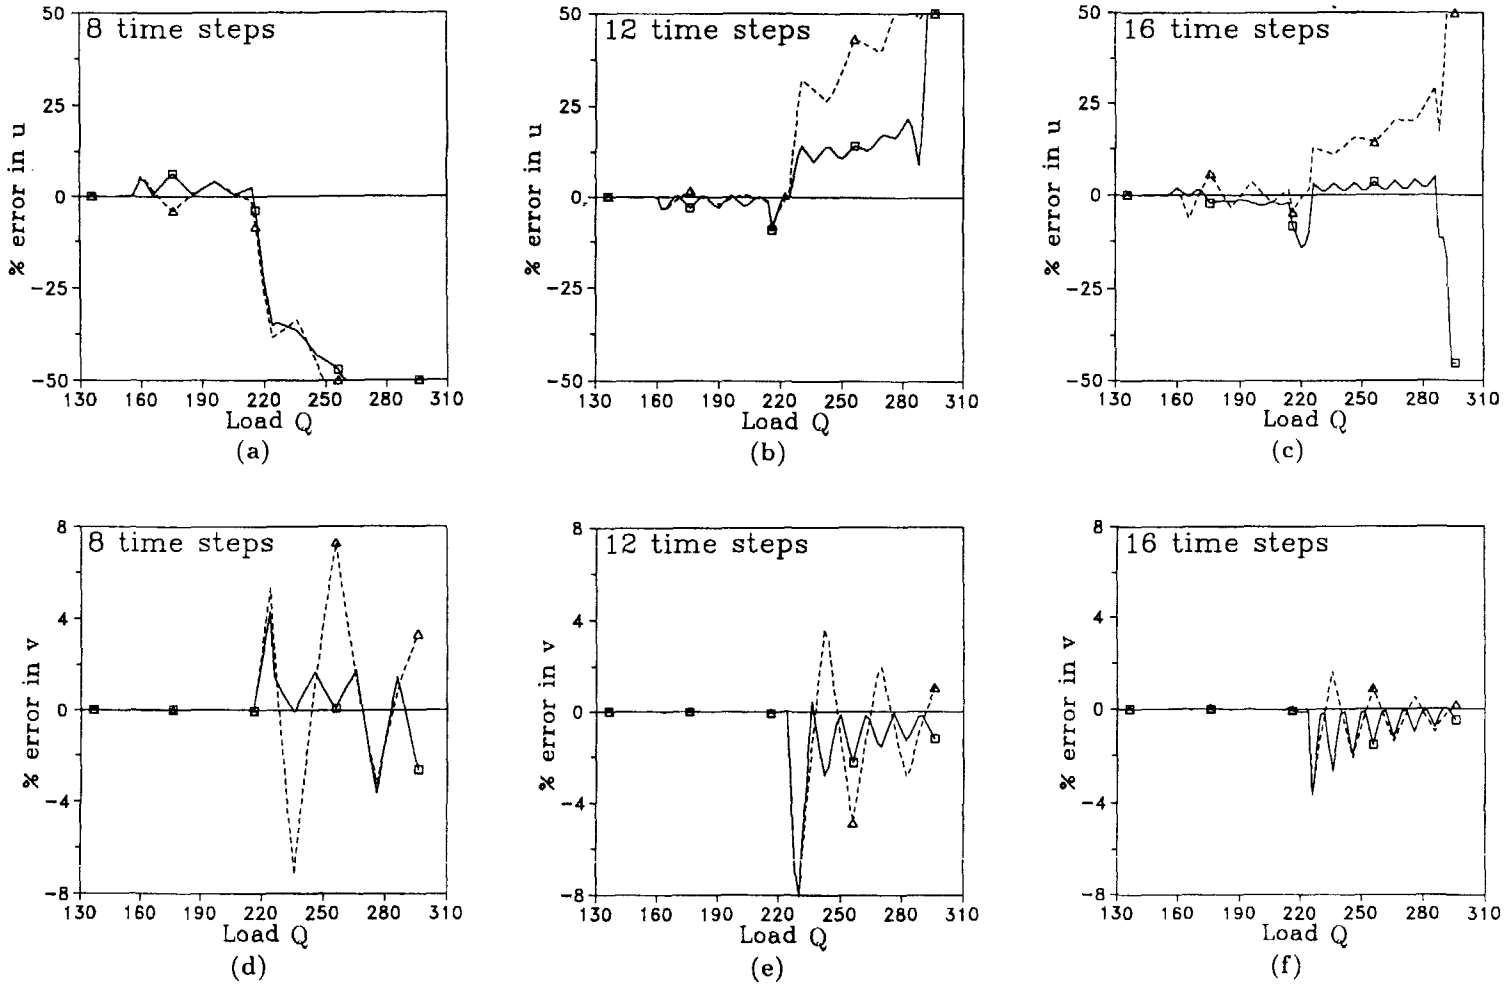 8 time steps
50
25
0
−25
−50
% error in u
130 160 190 220 250 280 310
Load Q
(a)
12 time steps
50
25
0
−25
−50
% error in u
130 160 190 220 250 280 310
Load Q
(b)
16 time steps
50
25
0
−25
−50
% error in u
130 160 190 220 250 280 310
Load Q
(c)
8 time steps
8
4
0
−4
−8
% error in v
130 160 190 220 250 280 310
Load Q
(d)
12 time steps
8
4
0
−4
−8
% error in v
130 160 190 220 250 280 310
Load Q
(e)
16 time steps
8
4
0
−4
−8
% error in v
130 160 190 220 250 280 310
Load Q
(f)